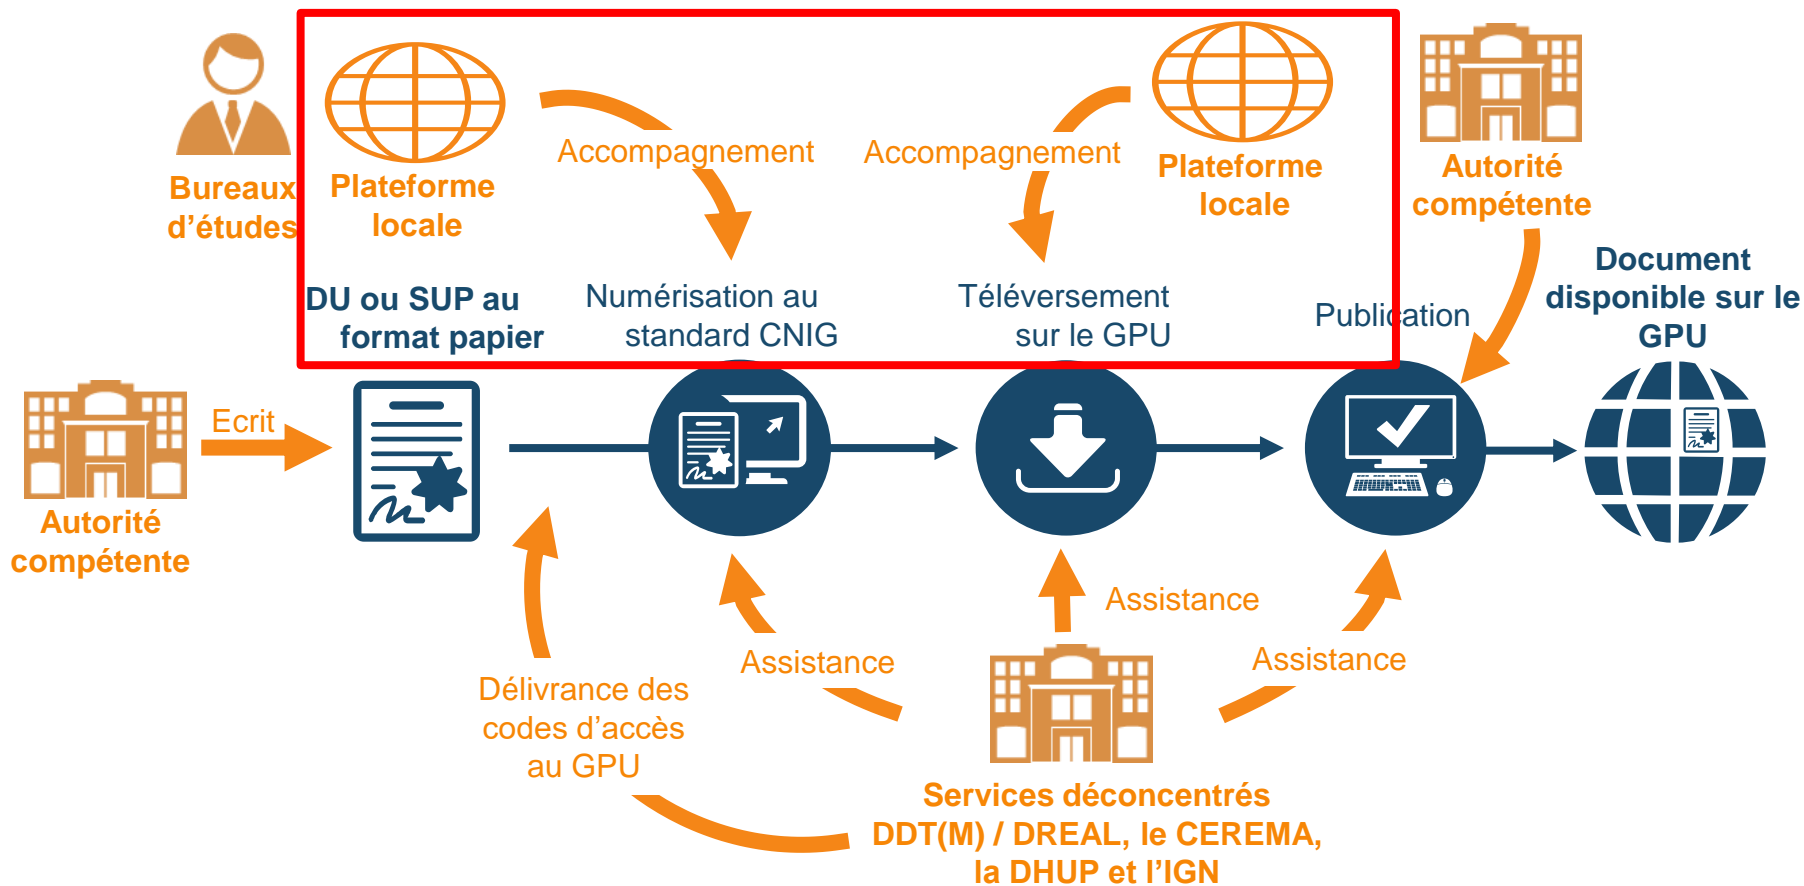 Bureaux
d’études
Plateforme
locale
Accompagnement
Accompagnement
Plateforme
locale
Autorité
compétente
DU ou SUP au
format papier
Numérisation au
standard CNIG
Téléversement
sur le GPU
Publication
Document
disponible sur le
GPU
Ecrit
Autorité
compétente
Assistance
Assistance
Assistance
Délivrance des
codes d’accès
au GPU
Services déconcentrés
DDT(M) / DREAL, le CEREMA,
la DHUP et l’IGN